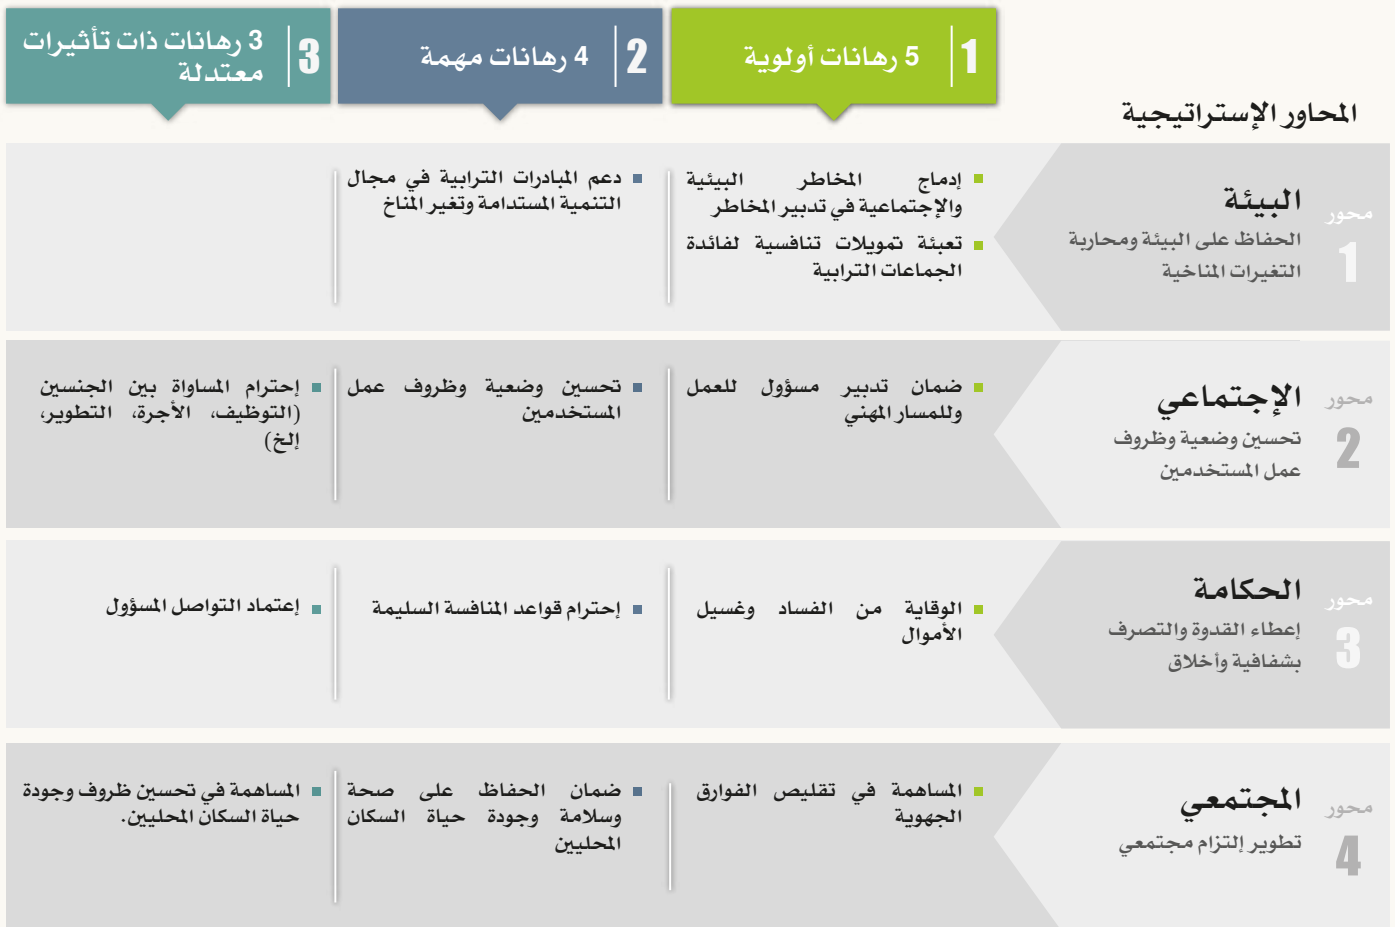 1 5 رهانات أولوية
2 4 رهانات مهمة
3 3 رهانات ذات تأثيرات
معتدلة
المحاور الإستراتيجية
محور
1
البيئة
الحفاظ على البيئة ومحاربة
التغيرات المناخية
إدماج المخاطر البيئية
والإجتماعية في تدبير المخاطر
تعبئة تمويلات تنافسية لفائدة
الجماعات الترابية
دعم المبادرات الترابية في مجال
التنمية المستدامة وتغير المناخ
محور
2
الإجتماعي
تحسين وضعية وظروف
عمل المستخدمين
ضمان تدبير مسؤول للعمل
وللمسار المهني
تحسين وضعية وظروف عمل
المستخدمين
إحترام المساواة بين الجنسين
(التوظيف، الأجرة، التطوير،
إلخ)
محور
3
الحكامة
إعطاء القدوة والتصرف
بشفافية وأخلاق
الوقاية من الفساد وغسيل
الأموال
إحترام قواعد المنافسة السليمة
إعتماد التواصل المسؤول
محور
4
المجتمعي
تطوير إلتزام مجتمعي
المساهمة في تقليص الفوارق
الجهوية
ضمان الحفاظ على صحة
وسلامة وجودة حياة السكان
المحليين
المساهمة في تحسين ظروف وجودة
حياة السكان المحليين.